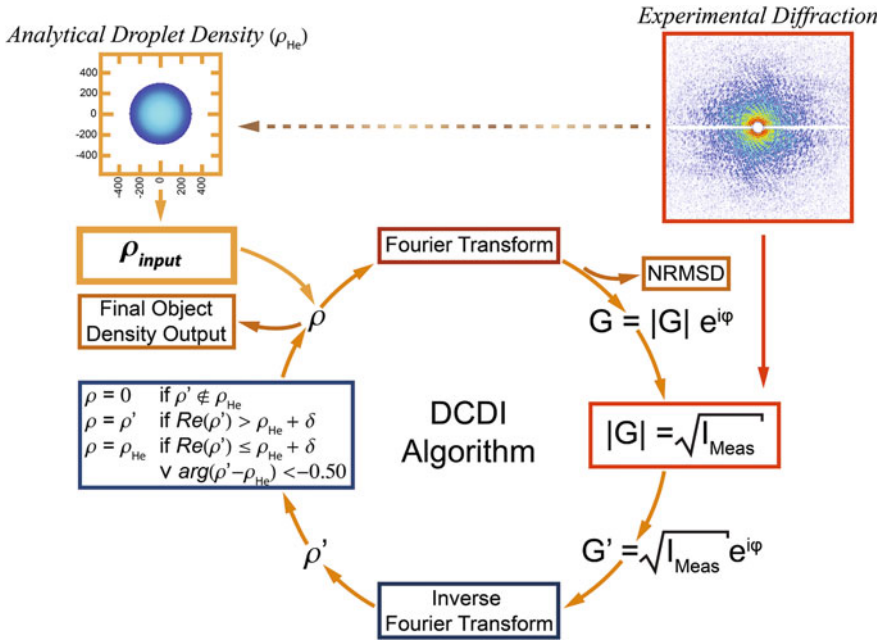 Analytical Droplet Density (ρHe)
Experimental Diffraction
400
200
0
-200
-400
-400
-200
0
200
400
ρinput
Fourier Transform
NRMSD
Final Object
Density Output
ρ
G = |G| e^iφ
ρ = 0 if ρ' ∉ ρHe
ρ = ρ' if Re(ρ') > ρHe + δ
ρ = ρHe if Re(ρ') ≤ ρHe + δ
∨ arg(ρ'−ρHe) <−0.50
DCDI
Algorithm
|G| = √IMeas
ρ'
G' = √IMeas e^iφ
Inverse
Fourier Transform